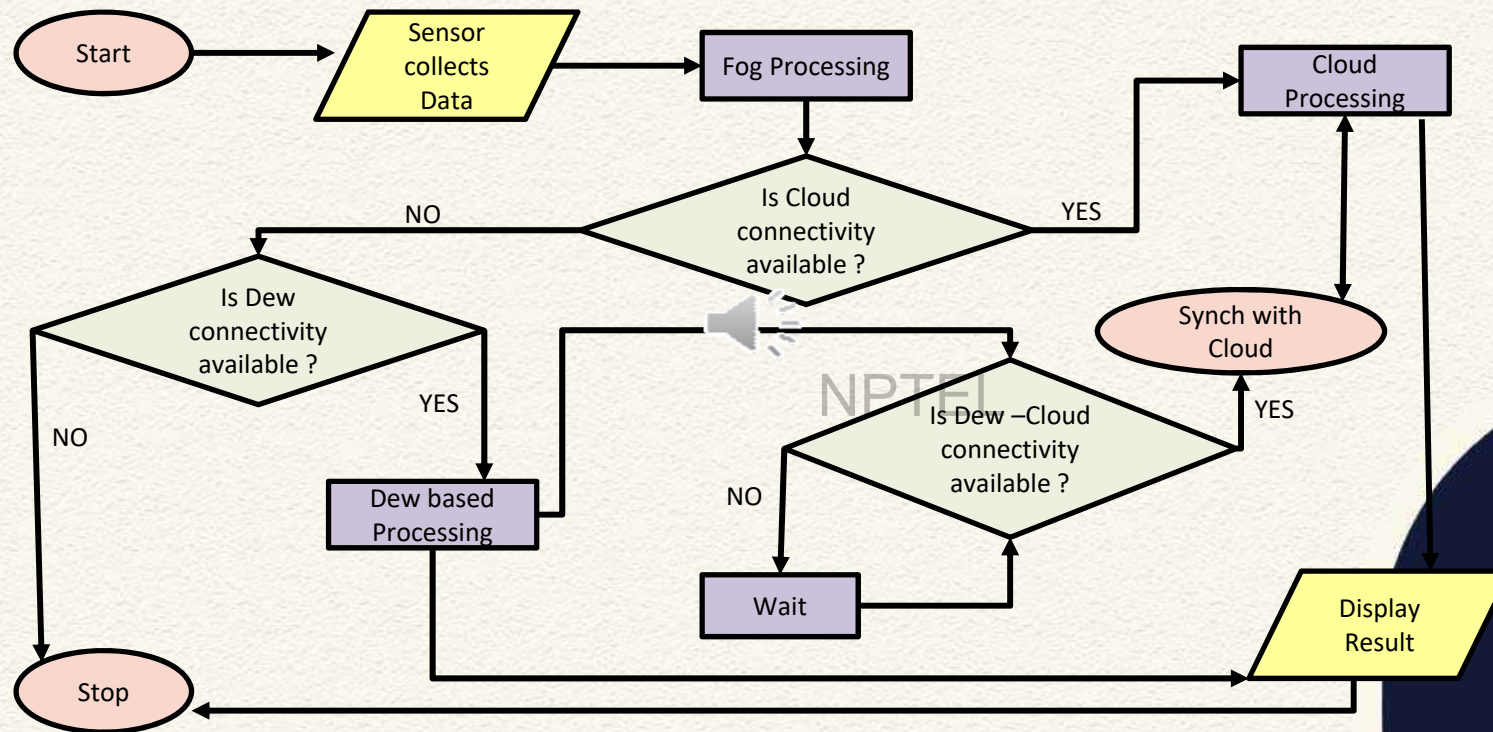 Start
Sensor
collects
Data
Fog Processing
Cloud
Processing
Is Cloud
connectivity
available ?
NO
YES
Is Dew
connectivity
available ?
Synch with
Cloud
NPTEL
YES
NO
Is Dew –Cloud
connectivity
available ?
YES
NO
Dew based
Processing
Wait
Display
Result
Stop